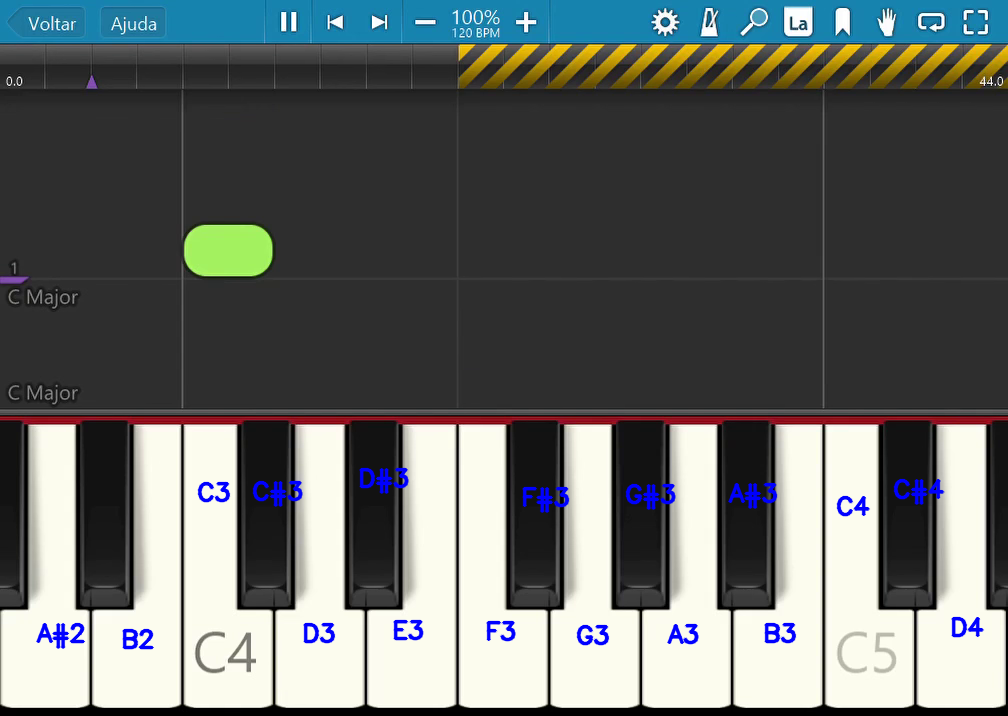 Voltar Ajuda 100% La
120 BPM
0.0 44.0
1
C Major
C Major
C3 C#3 D#3 F#3 G#3 A#3 C4 C#4
A#2 B2 C4 D3 E3 F3 G3 A3 B3 C5 D4